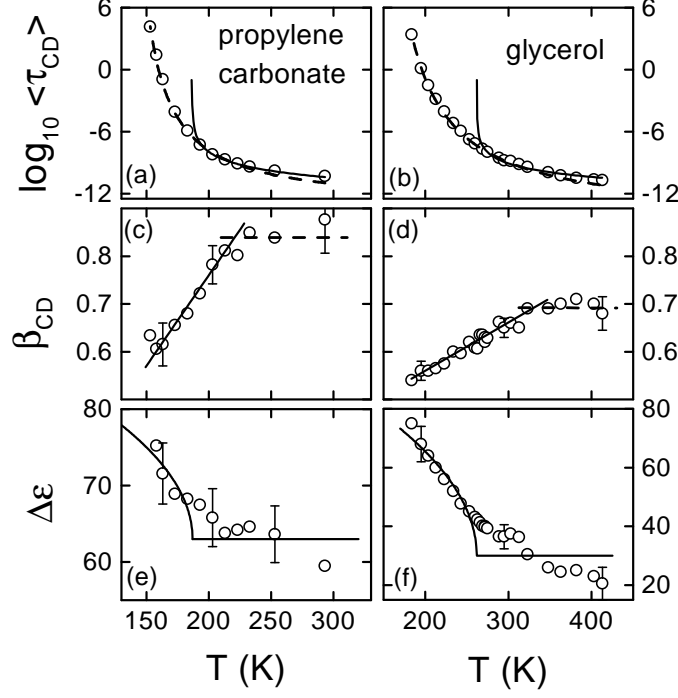 6
6
propylene
carbonate
glycerol
0
0
-6
-6
-12
-12
log10 <τCD>
(a)
(b)
(c)
(d)
0.8
0.8
0.7
0.7
0.6
0.6
βCD
80
80
70
60
60
40
20
Δε
(e)
(f)
150 200 250 300
200 300 400
T (K)
T (K)